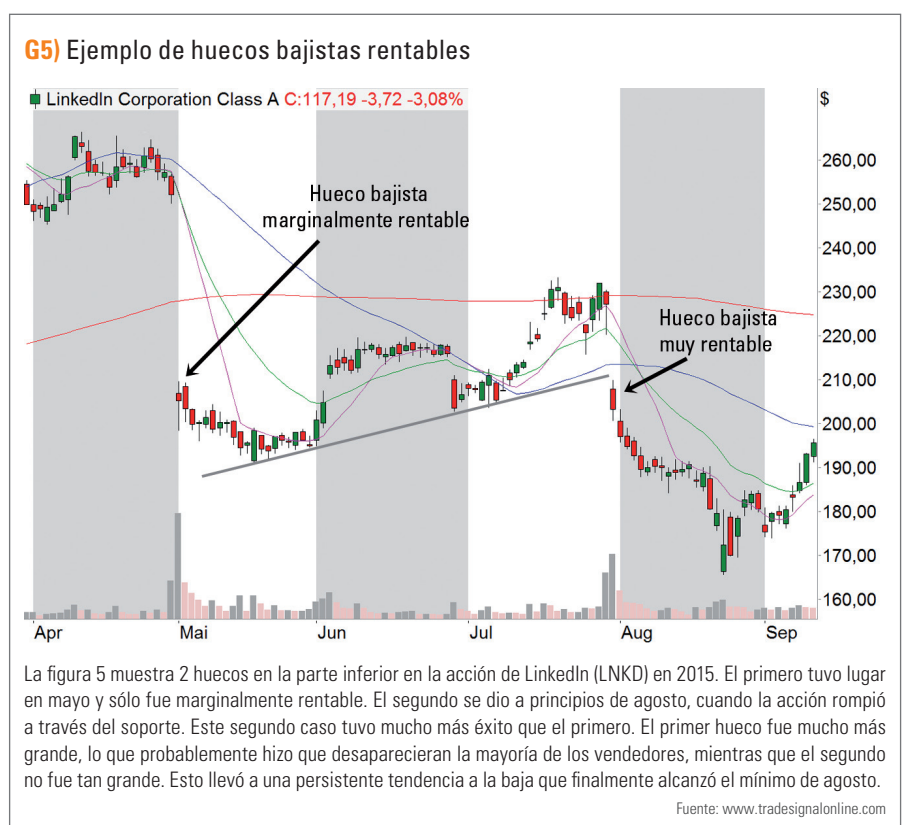 G5) Ejemplo de huecos bajistas rentables
LinkedIn Corporation Class A C:117,19 -3,72 -3,08%
$
260,00
250,00
240,00
230,00
220,00
210,00
200,00
190,00
180,00
170,00
160,00
Hueco bajista
marginalmente rentable
Hueco bajista
muy rentable
Apr Mai Jun Jul Aug Sep
La figura 5 muestra 2 huecos en la parte inferior en la acción de LinkedIn (LNKD) en 2015. El primero tuvo lugar
en mayo y sólo fue marginalmente rentable. El segundo se dio a principios de agosto, cuando la acción rompió
a través del soporte. Este segundo caso tuvo mucho más éxito que el primero. El primer hueco fue mucho más
grande, lo que probablemente hizo que desaparecieran la mayoría de los vendedores, mientras que el segundo
no fue tan grande. Esto llevó a una persistente tendencia a la baja que finalmente alcanzó el mínimo de agosto.
Fuente: www.tradesignalonline.com